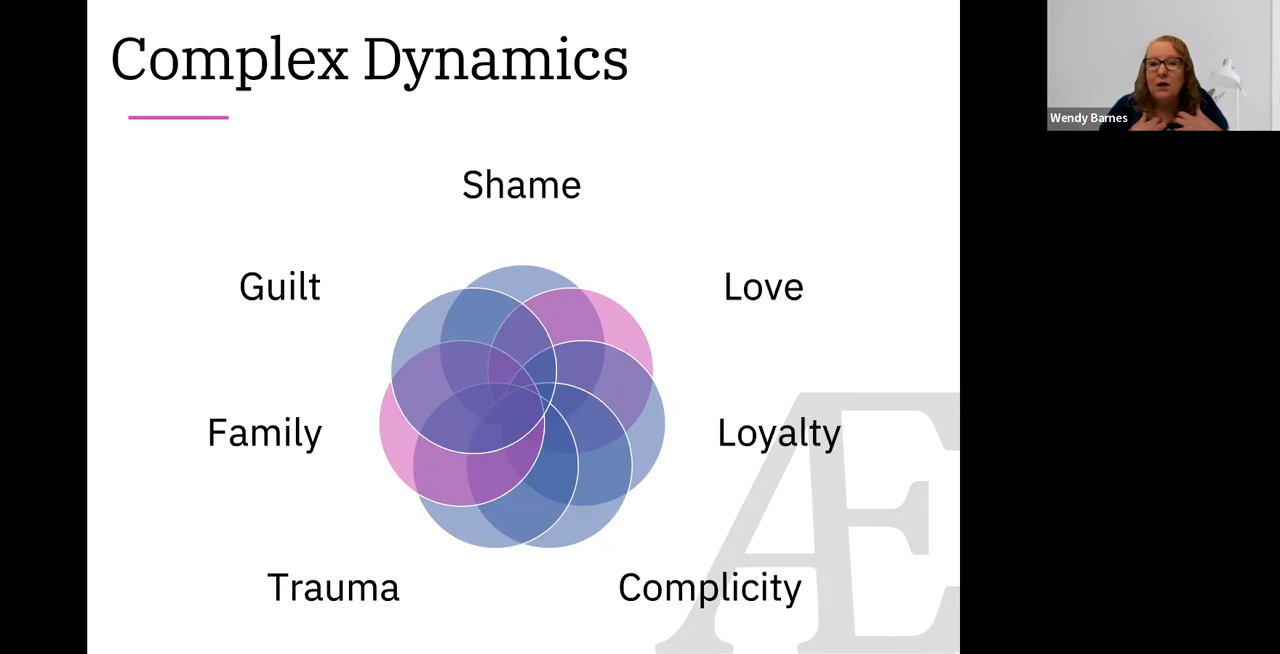 Complex Dynamics
Wendy Barnes
Shame
Guilt
Love
Family
Loyalty
Trauma
Complicity
Æ